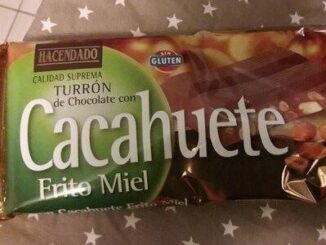 HACENDADO
SIN
GLUTEN
CALIDAD SUPREMA
TURRÓN
de Chocolate con
Cacahuete
Frito Miel
Cacahuete Frito Miel